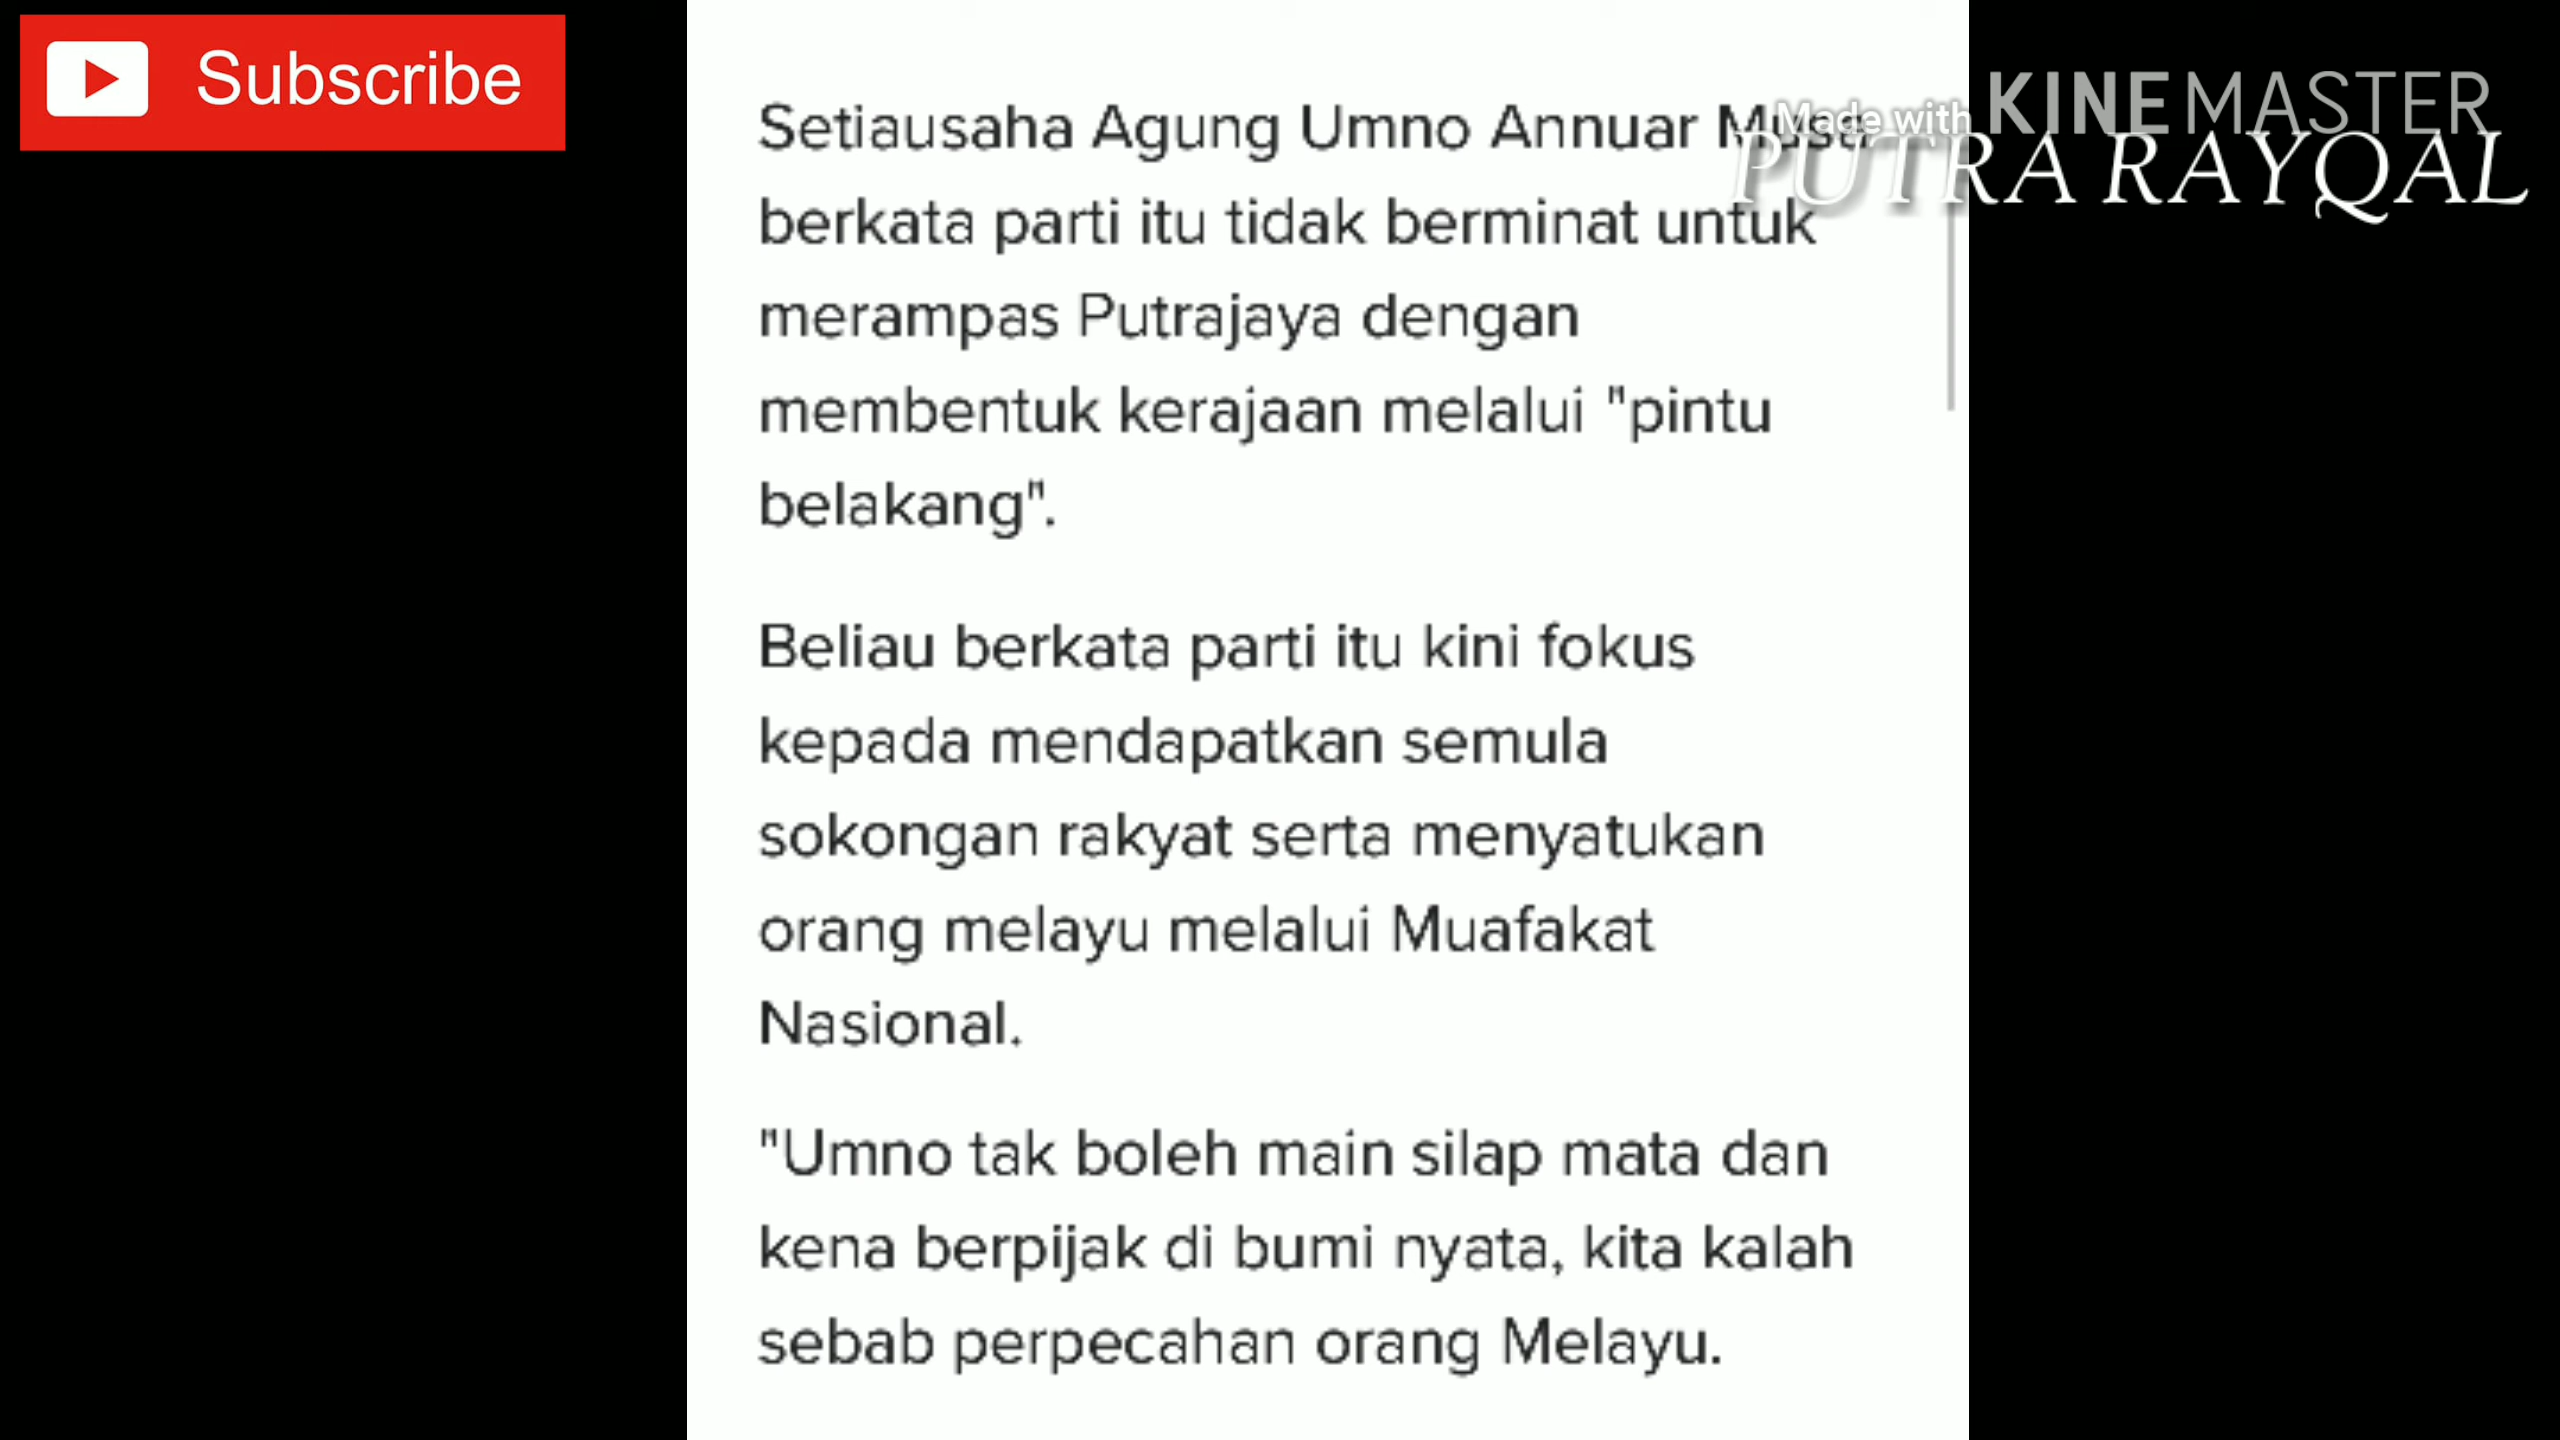 Subscribe
Made with KINEMASTER
PUTRA RAYQAL
Setiausaha Agung Umno Annuar Musa
berkata parti itu tidak berminat untuk
merampas Putrajaya dengan
membentuk kerajaan melalui "pintu
belakang".
Beliau berkata parti itu kini fokus
kepada mendapatkan semula
sokongan rakyat serta menyatukan
orang melayu melalui Muafakat
Nasional.
"Umno tak boleh main silap mata dan
kena berpijak di bumi nyata, kita kalah
sebab perpecahan orang Melayu.